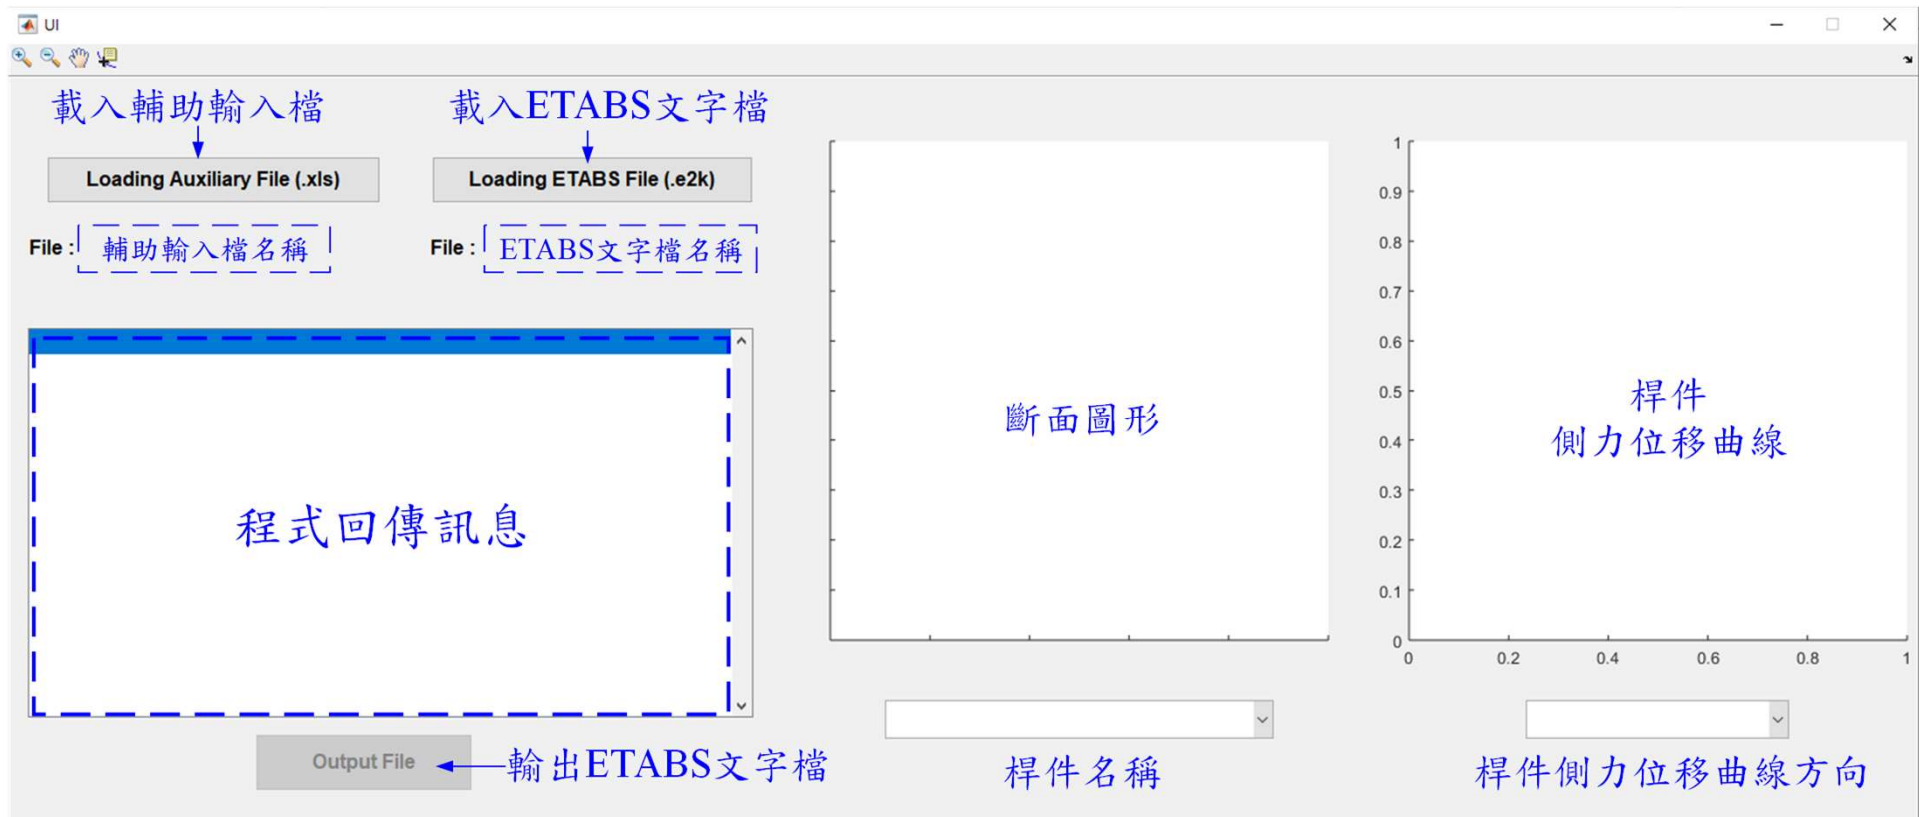 UI
載入輔助輸入檔
載入ETABS文字檔
Loading Auxiliary File (.xls)
Loading ETABS File (.e2k)
File : 輔助輸入檔名稱
File : ETABS文字檔名稱
程式回傳訊息
Output File
輸出ETABS文字檔
斷面圖形
桿件名稱
1
0.9
0.8
0.7
0.6
0.5
0.4
0.3
0.2
0.1
0
桿件
側力位移曲線
0 0.2 0.4 0.6 0.8 1
桿件側力位移曲線方向